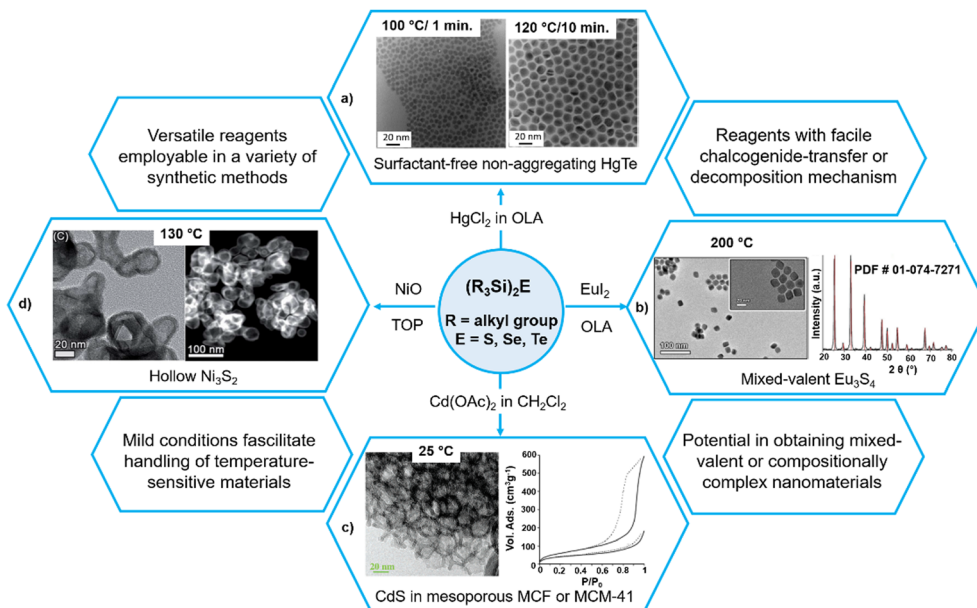 100 °C/ 1 min.
120 °C/10 min.
a)
20 nm
20 nm
Surfactant-free non-aggregating HgTe
Versatile reagents
employable in a variety of
synthetic methods
Reagents with facile
chalcogenide-transfer or
decomposition mechanism
HgCl₂ in OLA
130 °C
(C)
d)
20 nm
100 nm
Hollow Ni₃S₂
NiO
TOP
(R₃Si)₂E
R = alkyl group
E = S, Se, Te
EuI₂
OLA
200 °C
b)
100 nm
PDF # 01-074-7271
Intensity (a.u.)
20 30 40 50 60 70 80
2 θ (°)
Mixed-valent Eu₃S₄
Cd(OAc)₂ in CH₂Cl₂
Mild conditions fascilitate
handling of temperature-
sensitive materials
Potential in obtaining mixed-
valent or compositionally
complex nanomaterials
25 °C
c)
20 nm
Vol. Ads. (cm³g⁻¹)
600
500
400
300
200
100
0
0 0.2 0.4 0.6 0.8 1
P/P₀
CdS in mesoporous MCF or MCM-41